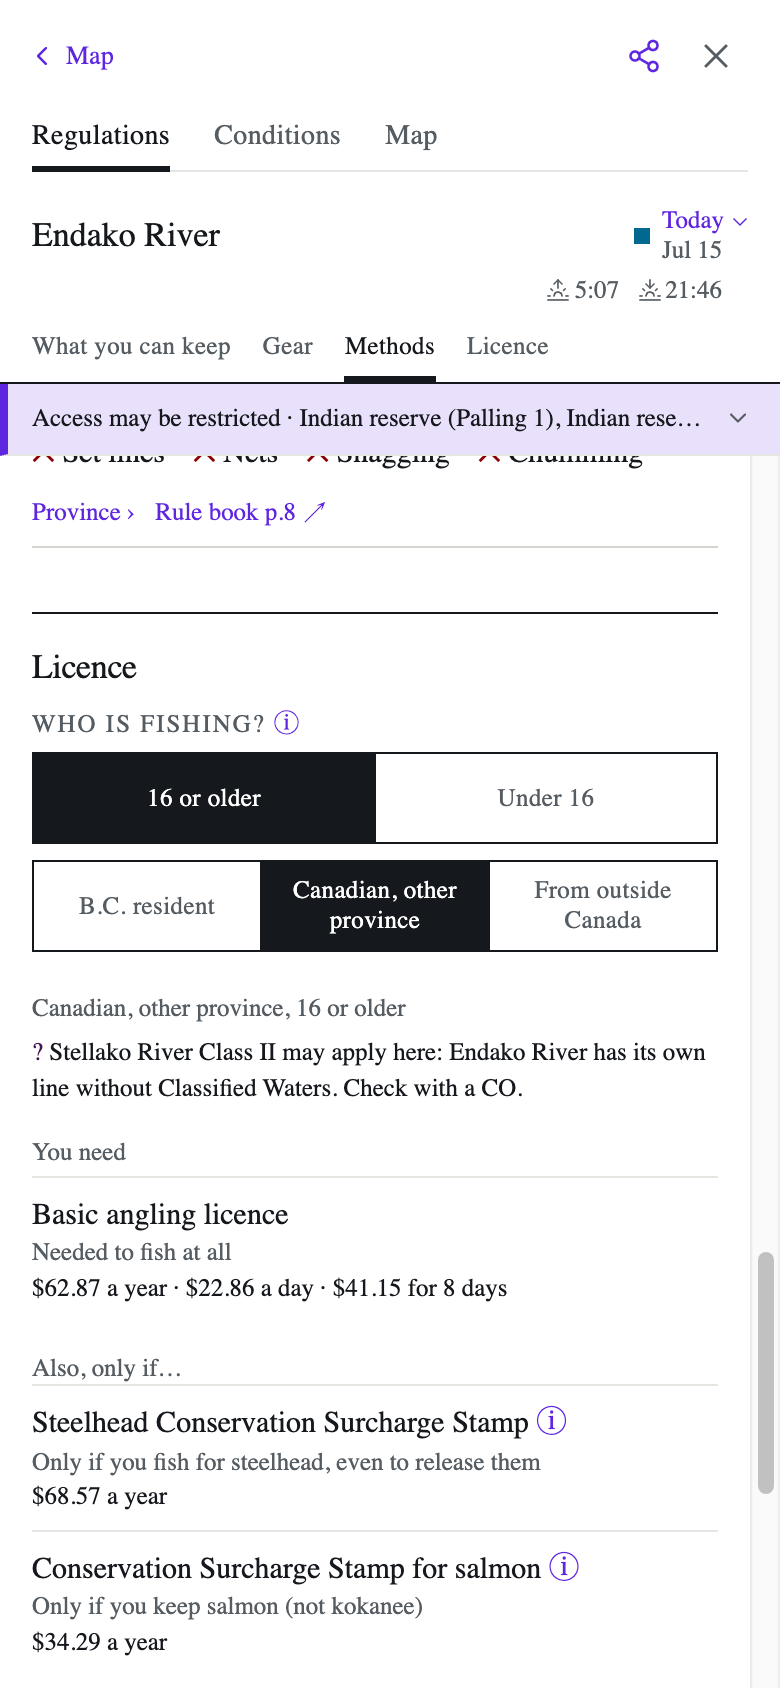 Map
Regulations Conditions Map
Endako River
Today
Jul 15
5:07 21:46
What you can keep Gear Methods Licence
Access may be restricted · Indian reserve (Palling 1), Indian rese…
Set lines Nets Snagging Chumming
Province › Rule book p.8
Licence
WHO IS FISHING?
16 or older Under 16
B.C. resident
Canadian, other
province
From outside
Canada
Canadian, other province, 16 or older
? Stellako River Class II may apply here: Endako River has its own
line without Classified Waters. Check with a CO.
You need
Basic angling licence
Needed to fish at all
$62.87 a year · $22.86 a day · $41.15 for 8 days
Also, only if…
Steelhead Conservation Surcharge Stamp
Only if you fish for steelhead, even to release them
$68.57 a year
Conservation Surcharge Stamp for salmon
Only if you keep salmon (not kokanee)
$34.29 a year